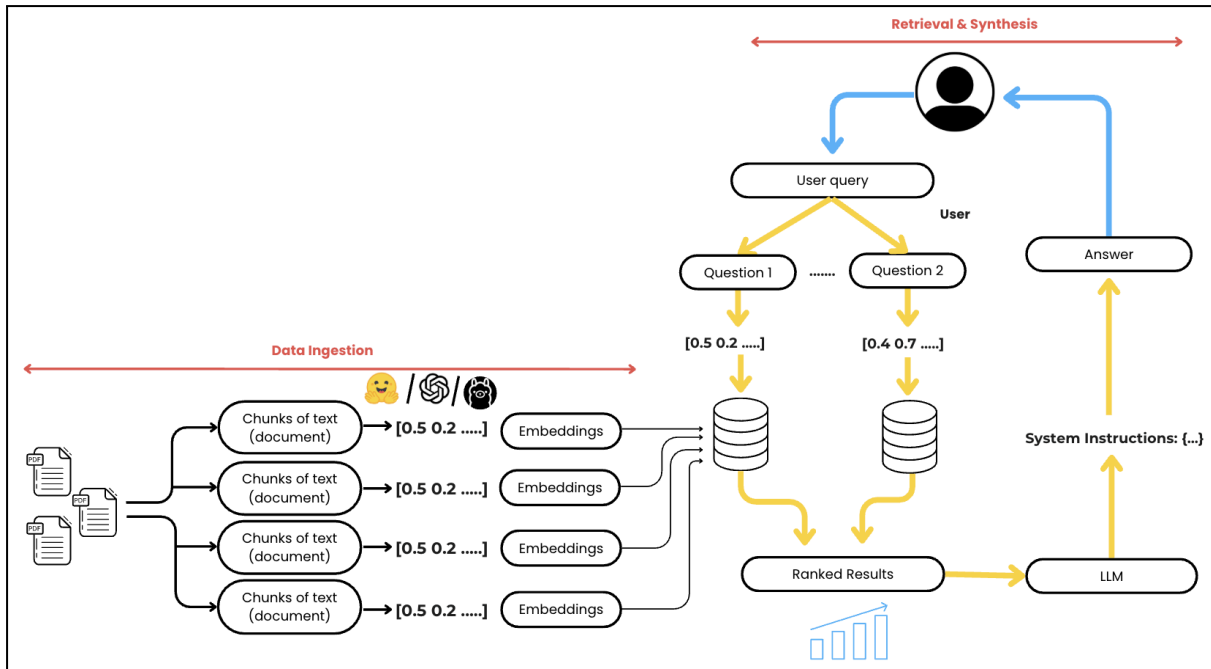 Retrieval & Synthesis
User query
User
Question 1
.......
Question 2
Answer
[0.5 0.2 .....]
[0.4 0.7 .....]
Data Ingestion
Chunks of text
(document)
[0.5 0.2 .....]
Embeddings
System Instructions: {...}
PDF
PDF
PDF
Chunks of text
(document)
[0.5 0.2 .....]
Embeddings
Chunks of text
(document)
[0.5 0.2 .....]
Embeddings
Ranked Results
LLM
Chunks of text
(document)
[0.5 0.2 .....]
Embeddings